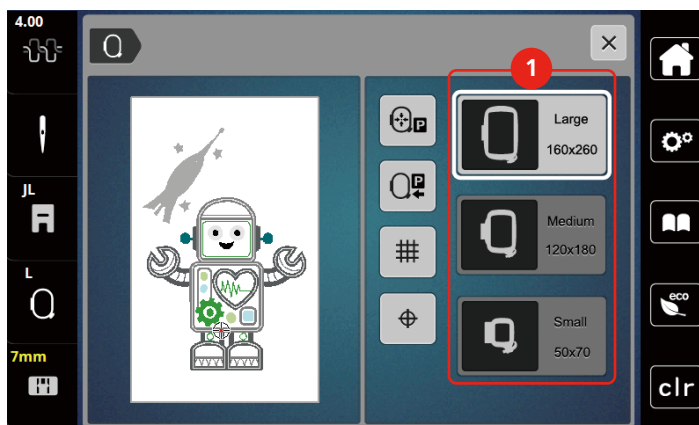 4.00
1
P
Large
160x260
JL
P
Medium
120x180
L
eco
Small
50x70
7mm
clr